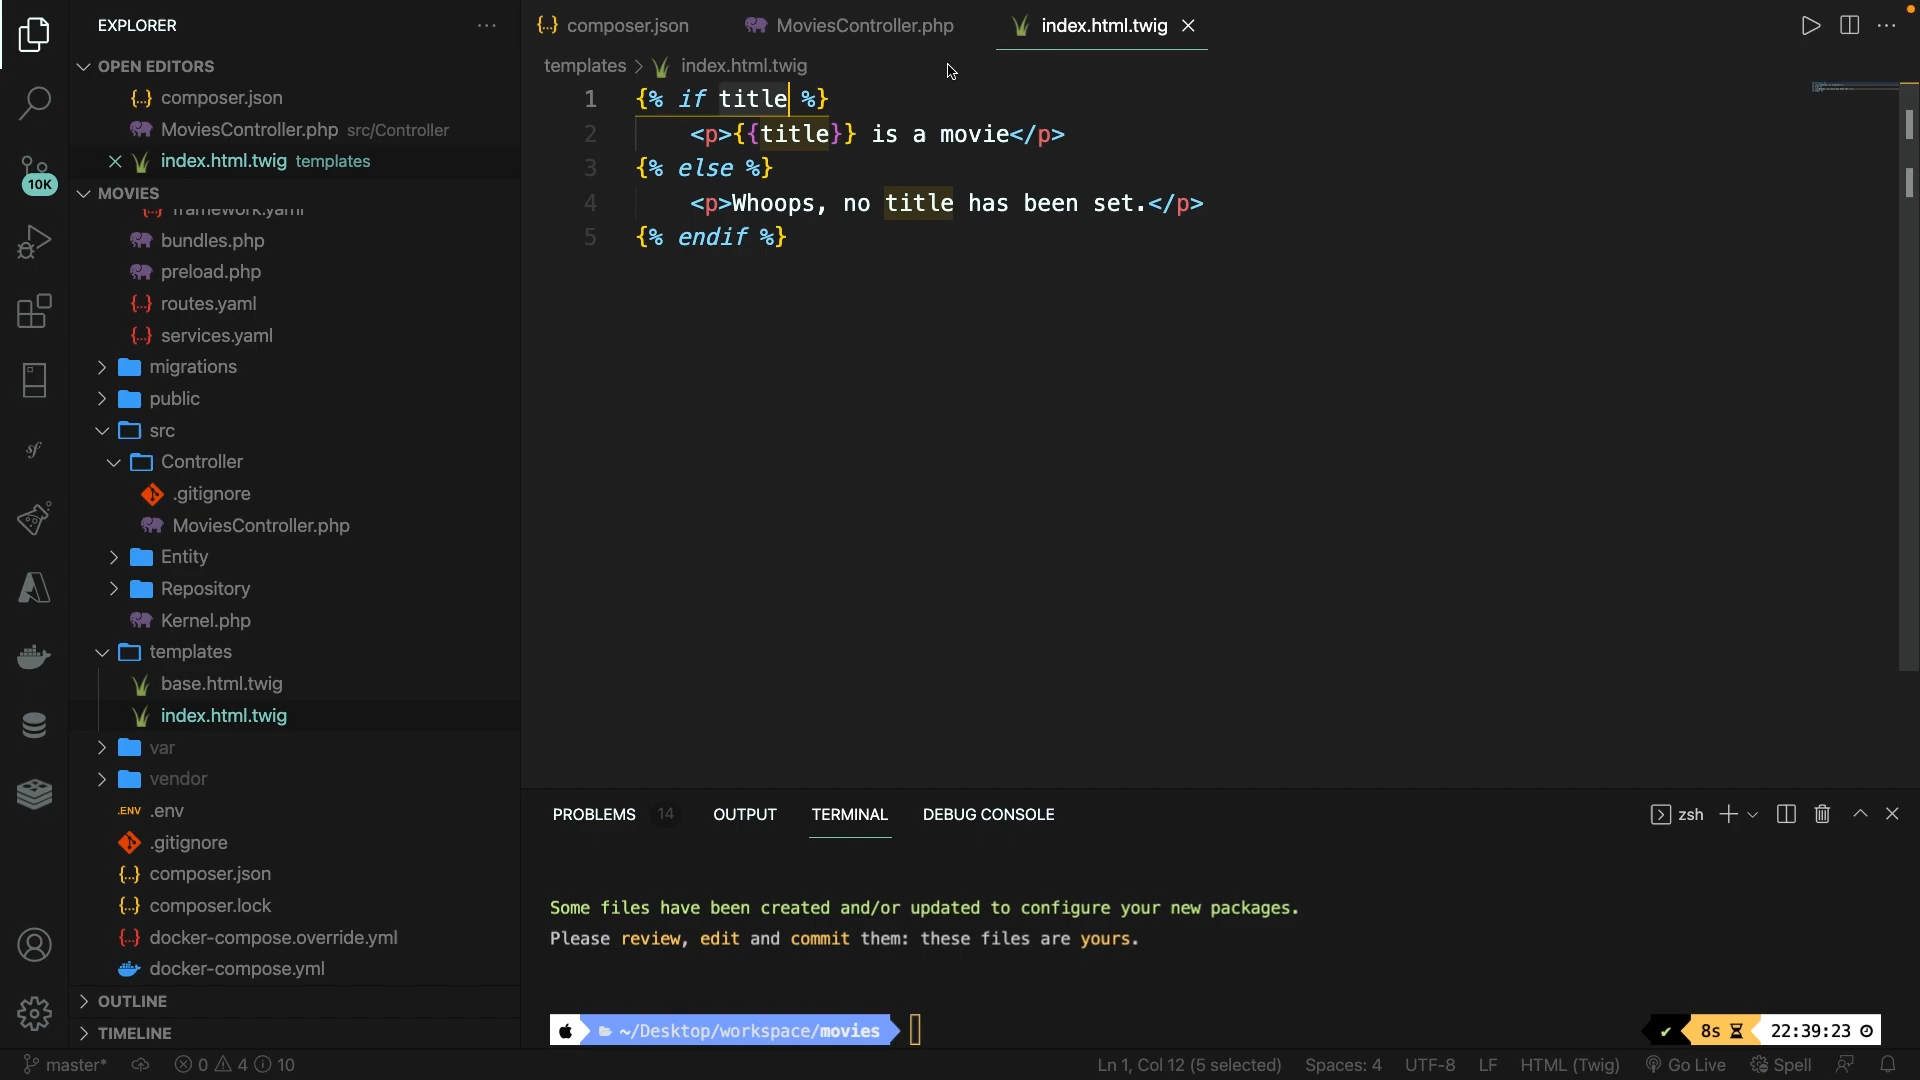 EXPLORER
OPEN EDITORS
composer.json
MoviesController.php src/Controller
index.html.twig templates
10K
MOVIES
framework.yaml
bundles.php
preload.php
routes.yaml
services.yaml
migrations
public
src
Controller
.gitignore
MoviesController.php
Entity
Repository
Kernel.php
templates
base.html.twig
index.html.twig
var
vendor
.ENV .env
.gitignore
composer.json
composer.lock
docker-compose.override.yml
docker-compose.yml
OUTLINE
TIMELINE
composer.json MoviesController.php index.html.twig
templates > index.html.twig
1 {% if title %}
2 <p>{{title}} is a movie</p>
3 {% else %}
4 <p>Whoops, no title has been set.</p>
5 {% endif %}
PROBLEMS 14 OUTPUT TERMINAL DEBUG CONSOLE zsh
Some files have been created and/or updated to configure your new packages.
Please review, edit and commit them: these files are yours.
~/Desktop/workspace/movies 8s 22:39:23
master* 0 4 10 Ln 1, Col 12 (5 selected) Spaces: 4 UTF-8 LF HTML (Twig) Go Live Spell